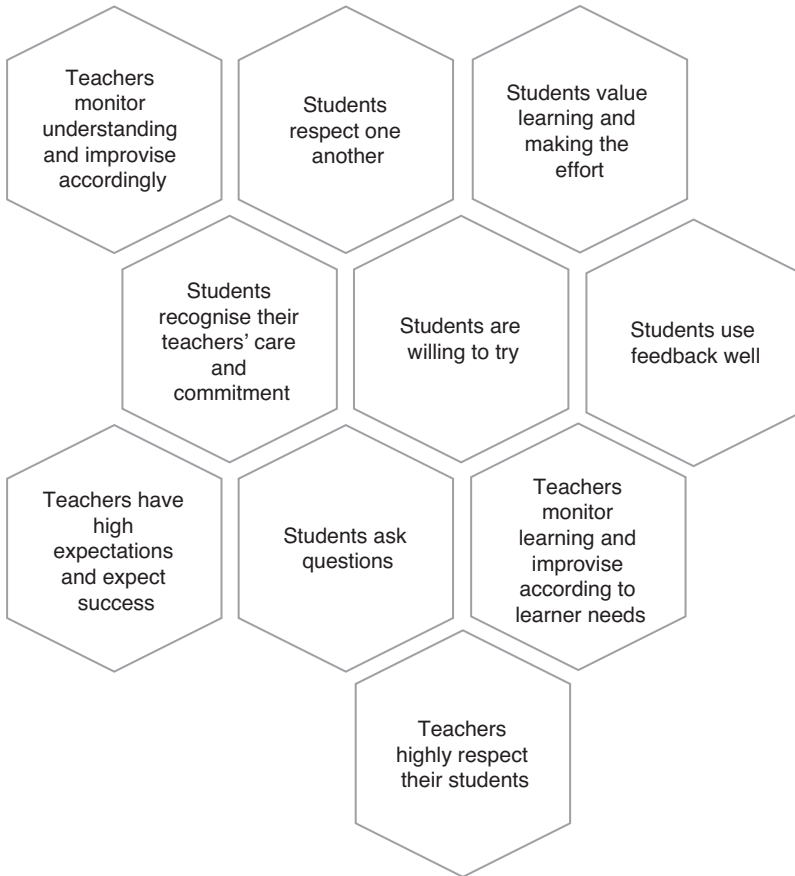 Teachers
monitor
understanding
and improvise
accordingly
Students
respect one
another
Students value
learning and
making the
effort
Students
recognise their
teachers’ care
and
commitment
Students are
willing to try
Students use
feedback well
Teachers have
high
expectations
and expect
success
Students ask
questions
Teachers
monitor
learning and
improvise
according to
learner needs
Teachers
highly respect
their students